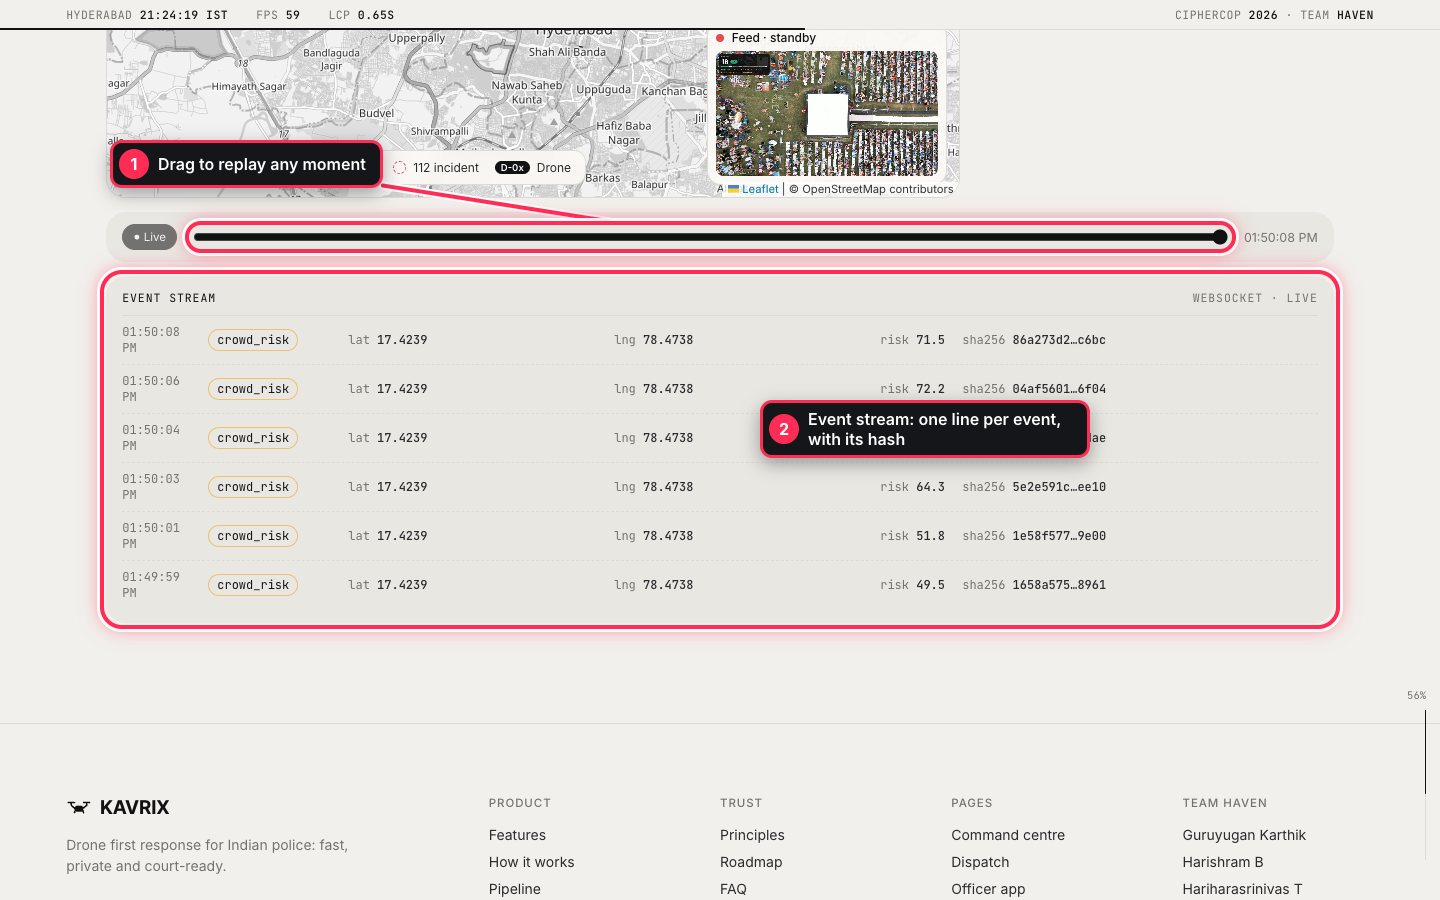 HYDERABAD 21:24:19 IST FPS 59 LCP 0.65S CIPHERCOP 2026 · TEAM HAVEN
Upperpally
Hyderabad
Bandlaguda
Jagir
Shah Ali Banda
18
agar
Himayath Sagar
Nawab Saheb
Kunta
Uppuguda
Kanchan Bag
Budvel
Hafiz Baba
Nagar
17
Shivrampalli
Barkas
Balapur
Feed · standby
18
1 Drag to replay any moment
112 incident D-0x Drone
Leaflet | © OpenStreetMap contributors
• Live 01:50:08 PM
EVENT STREAM WEBSOCKET · LIVE
01:50:08 PM crowd_risk lat 17.4239 lng 78.4738 risk 71.5 sha256 86a273d2…c6bc
01:50:06 PM crowd_risk lat 17.4239 lng 78.4738 risk 72.2 sha256 04af5601…6f04
2 Event stream: one line per event,
with its hash
01:50:04 PM crowd_risk lat 17.4239 lng 78.4738
01:50:03 PM crowd_risk lat 17.4239 lng 78.4738 risk 64.3 sha256 5e2e591c…ee10
01:50:01 PM crowd_risk lat 17.4239 lng 78.4738 risk 51.8 sha256 1e58f577…9e00
01:49:59 PM crowd_risk lat 17.4239 lng 78.4738 risk 49.5 sha256 1658a575…8961
56%
KAVRIX
Drone first response for Indian police: fast,
private and court-ready.
PRODUCT
Features
How it works
Pipeline
TRUST
Principles
Roadmap
FAQ
PAGES
Command centre
Dispatch
Officer app
TEAM HAVEN
Guruyugan Karthik
Harishram B
Hariharasrinivas T